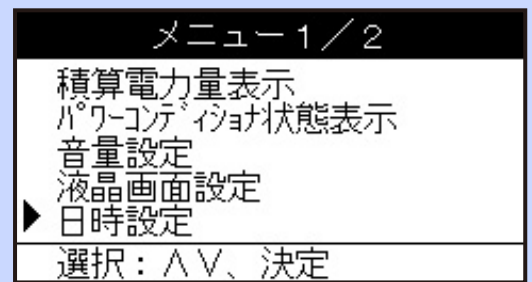 メニュー１／２
積算電力量表示
ﾊﾟﾜｰｺﾝﾃﾞｨｼｮﾅ状態表示
音量設定
液晶画面設定
▶日時設定
選択：∧∨、決定